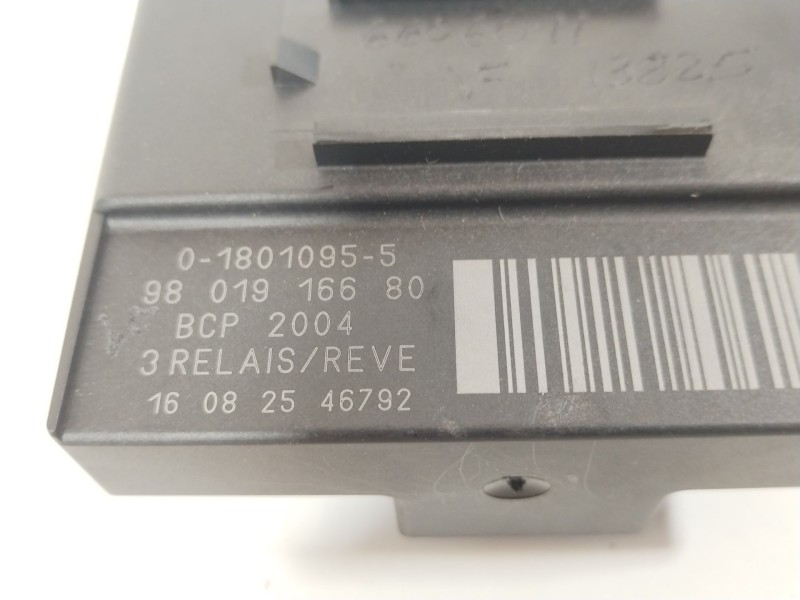 0-1801095-5
98 019 166 80
BCP 2004
3 RELAIS/REVE
16 08 25 46792